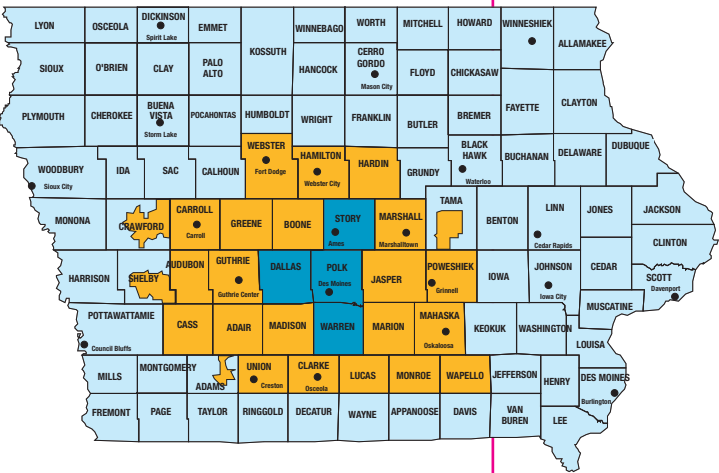 LYON
OSCEOLA
DICKINSON
Spirit Lake
EMMET
WINNEBAGO
WORTH
MITCHELL
HOWARD
WINNESHIEK
ALLAMAKEE
KOSSUTH
SIOUX
O'BRIEN
CLAY
PALO
ALTO
HANCOCK
CERRO
GORDO
Mason City
FLOYD
CHICKASAW
PLYMOUTH
CHEROKEE
BUENA
VISTA
Storm Lake
POCAHONTAS
HUMBOLDT
WRIGHT
FRANKLIN
BUTLER
BREMER
FAYETTE
CLAYTON
WOODBURY
Sioux City
IDA
SAC
CALHOUN
WEBSTER
Fort Dodge
HAMILTON
Webster City
HARDIN
GRUNDY
BLACK
HAWK
Waterloo
BUCHANAN
DELAWARE
DUBUQUE
MONONA
CRAWFORD
CARROLL
Carroll
GREENE
BOONE
STORY
Ames
MARSHALL
Marshalltown
TAMA
BENTON
LINN
Cedar Rapids
JONES
JACKSON
CLINTON
HARRISON
SHELBY
AUDUBON
GUTHRIE
Guthrie Center
DALLAS
POLK
Des Moines
JASPER
POWESHIEK
Grinnell
IOWA
JOHNSON
Iowa City
CEDAR
SCOTT
Davenport
MUSCATINE
POTTAWATTAMIE
Council Bluffs
CASS
ADAIR
MADISON
WARREN
MARION
MAHASKA
Oskaloosa
KEOKUK
WASHINGTON
LOUISA
MILLS
MONTGOMERY
ADAMS
UNION
Creston
CLARKE
Osceola
LUCAS
MONROE
WAPELLO
JEFFERSON
HENRY
DES MOINES
Burlington
FREMONT
PAGE
TAYLOR
RINGGOLD
DECATUR
WAYNE
APPANOOSE
DAVIS
VAN
BUREN
LEE